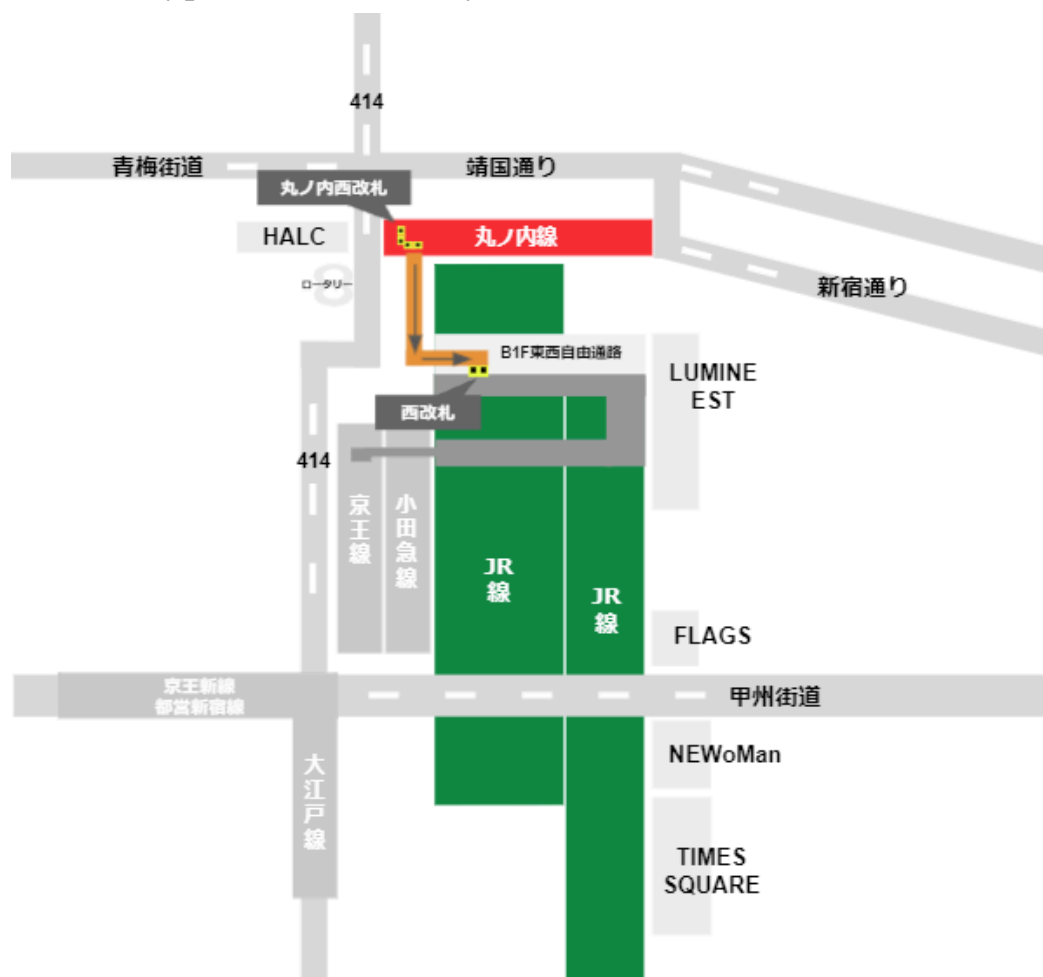 414
青梅街道
靖国通り
丸ノ内西改札
HALC
丸ノ内線
ロータリー
新宿通り
B1F東西自由通路
LUMINE
EST
西改札
414
京王線
小田急線
JR
線
JR
線
FLAGS
京王新線
都営新宿線
甲州街道
大江戸線
NEWoMan
TIMES
SQUARE